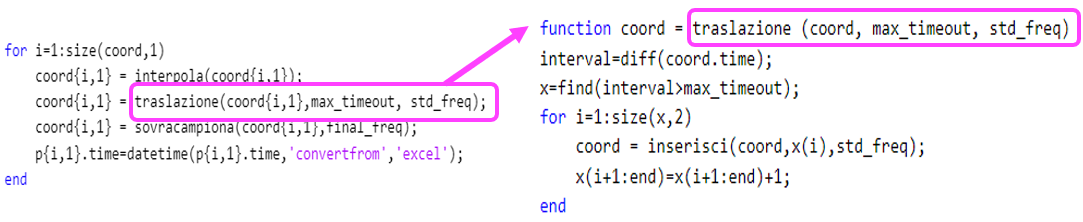 for i=1:size(coord,1)
coord{i,1} = interpola(coord{i,1});
coord{i,1} = traslazione(coord{i,1},max_timeout, std_freq);
coord{i,1} = sovracampiona(coord{i,1},final_freq);
p{i,1}.time=datetime(p{i,1}.time,'convertfrom','excel');
end
function coord = traslazione (coord, max_timeout, std_freq)
interval=diff(coord.time);
x=find(interval>max_timeout);
for i=1:size(x,2)
coord = inserisci(coord,x(i),std_freq);
x(i+1:end)=x(i+1:end)+1;
end